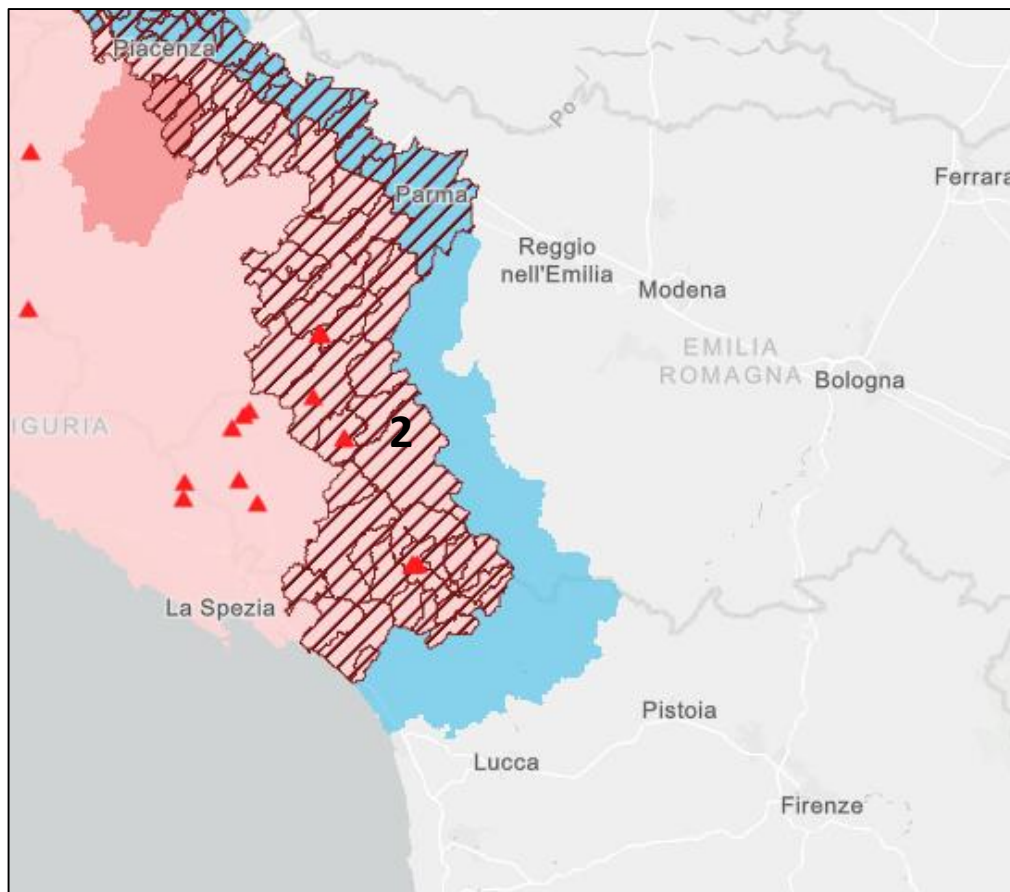 Piacenza
Po
Ferrara
Parma
Reggio
nell'Emilia
Modena
EMILIA
ROMAGNA
Bologna
IGURIA
2
La Spezia
Pistoia
Lucca
Firenze